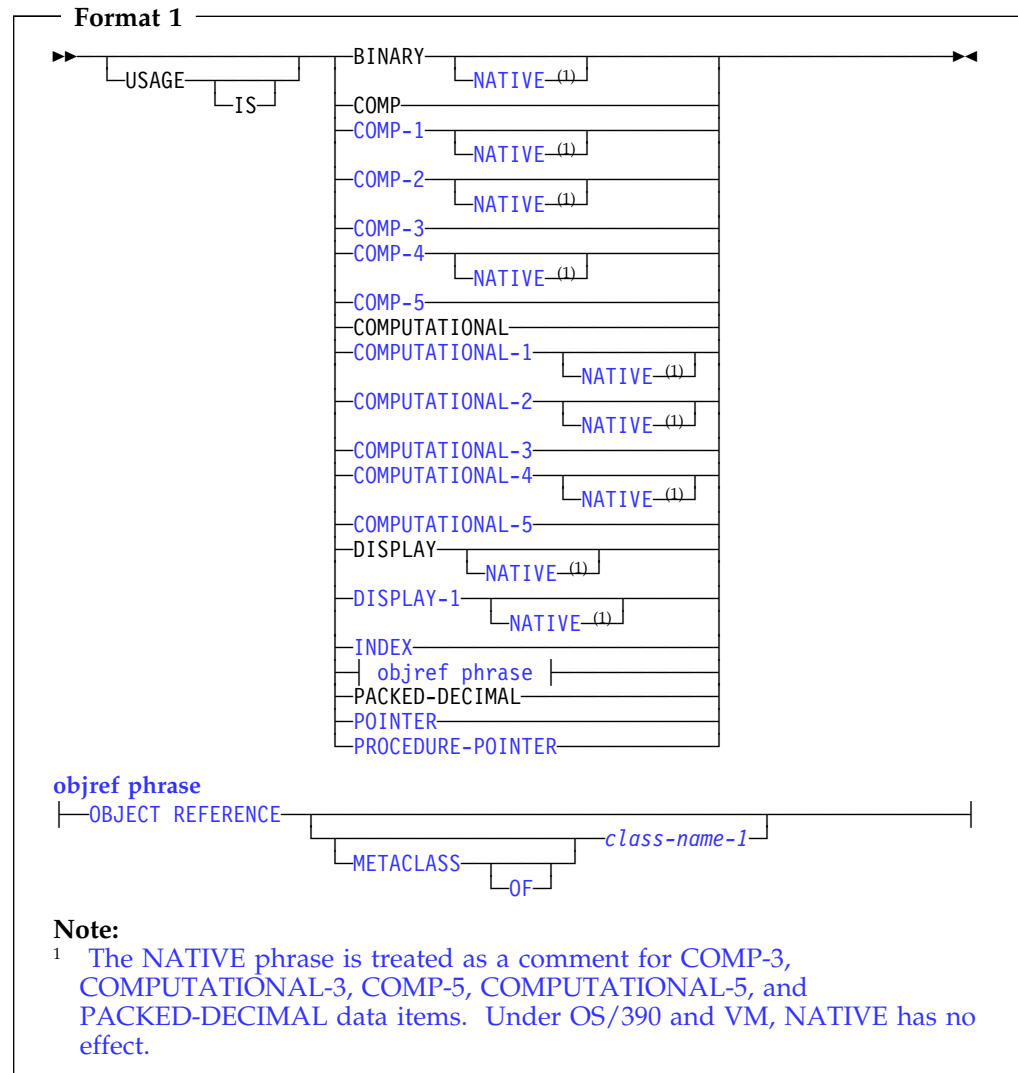 Format 1
BINARY
USAGE NATIVE (1)
IS
COMP
COMP-1
NATIVE (1)
COMP-2
NATIVE (1)
COMP-3
COMP-4
NATIVE (1)
COMP-5
COMPUTATIONAL
COMPUTATIONAL-1
NATIVE (1)
COMPUTATIONAL-2
NATIVE (1)
COMPUTATIONAL-3
COMPUTATIONAL-4
NATIVE (1)
COMPUTATIONAL-5
DISPLAY
NATIVE (1)
DISPLAY-1
NATIVE (1)
INDEX
objref phrase
PACKED-DECIMAL
POINTER
PROCEDURE-POINTER
objref phrase
OBJECT REFERENCE
class-name-1
METACLASS
OF
Note:
1 The NATIVE phrase is treated as a comment for COMP-3,
COMPUTATIONAL-3, COMP-5, COMPUTATIONAL-5, and
PACKED-DECIMAL data items. Under OS/390 and VM, NATIVE has no
effect.